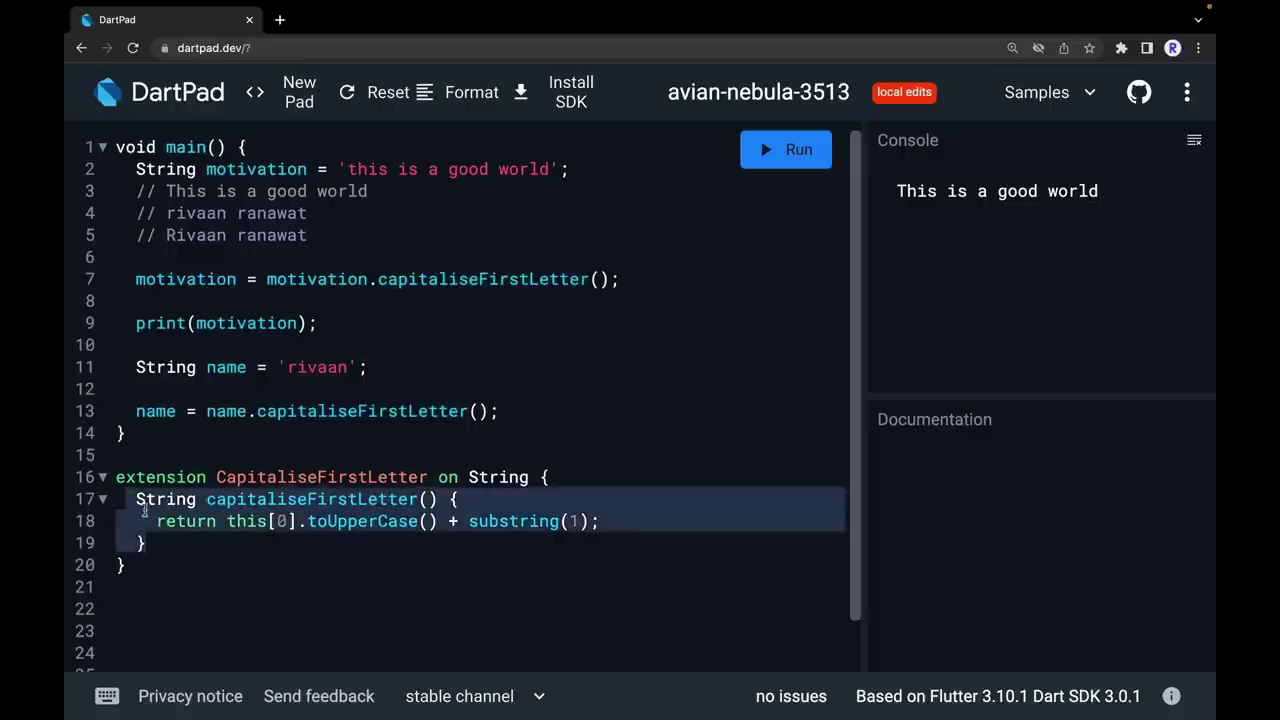 DartPad
dartpad.dev/?
R
DartPad
<> New Pad
Reset
Format
Install SDK
avian-nebula-3513
local edits
Samples
1 void main() {
2   String motivation = 'this is a good world';
3   // This is a good world
4   // rivaan ranawat
5   // Rivaan ranawat
6
7   motivation = motivation.capitaliseFirstLetter();
8
9   print(motivation);
10
11   String name = 'rivaan';
12
13   name = name.capitaliseFirstLetter();
14 }
15
16 extension CapitaliseFirstLetter on String {
17   String capitaliseFirstLetter() {
18     return this[0].toUpperCase() + substring(1);
19   }
20 }
21
22
23
24
Run
Console
This is a good world
Documentation
Privacy notice
Send feedback
stable channel
no issues
Based on Flutter 3.10.1 Dart SDK 3.0.1